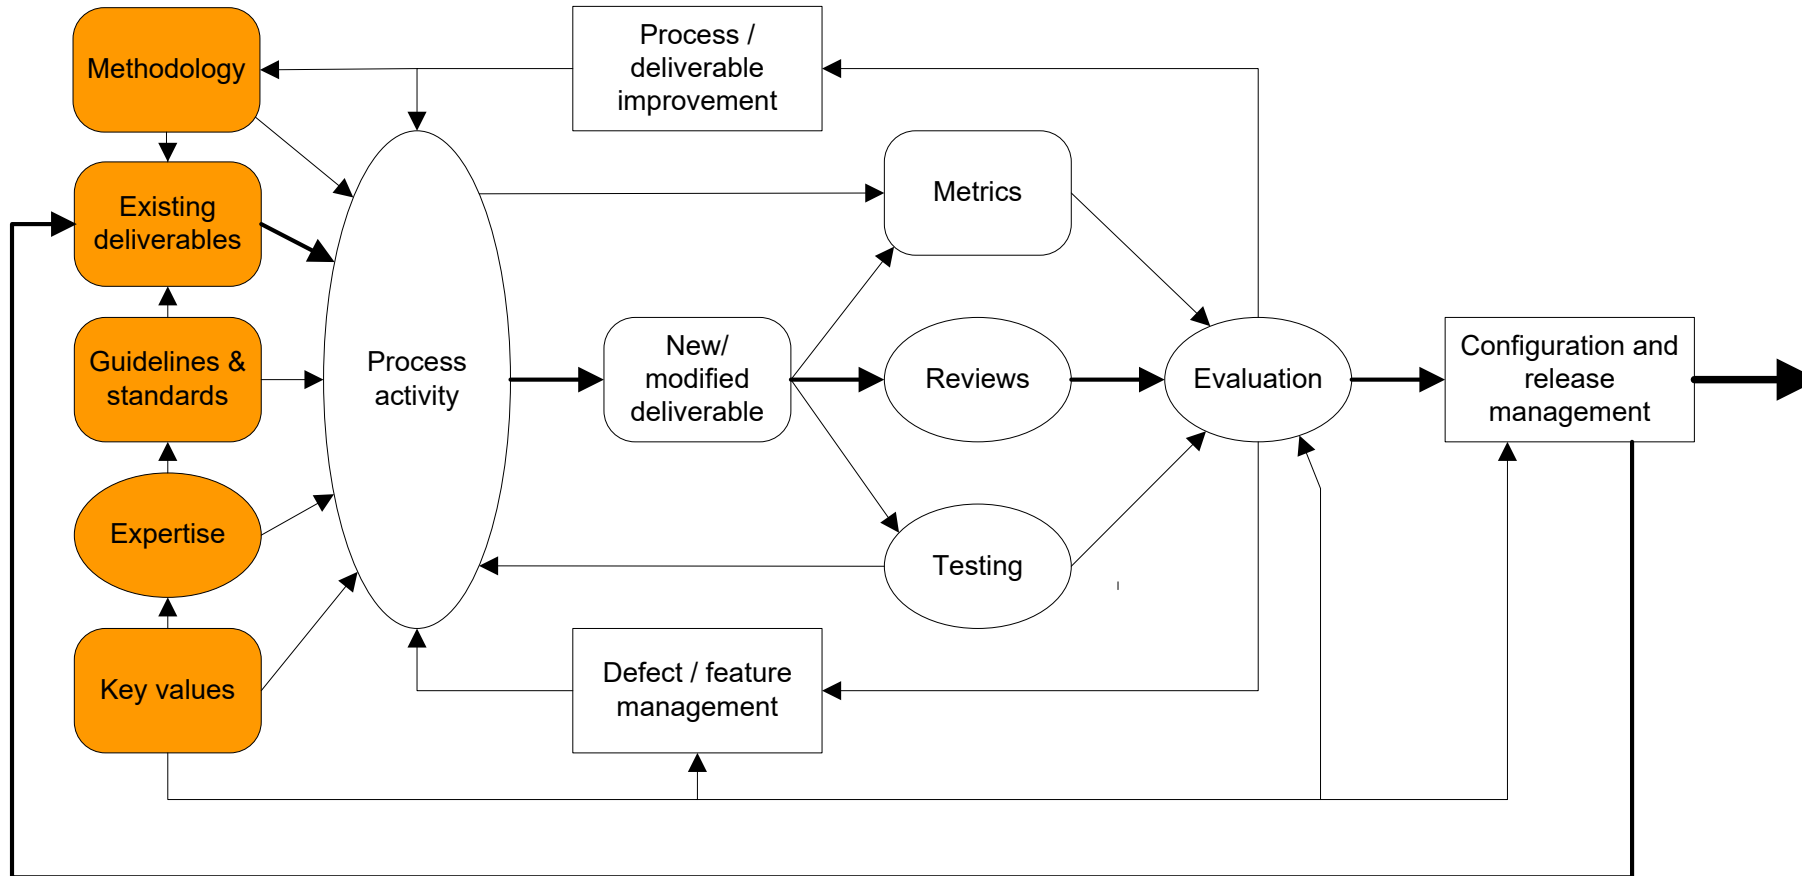 Methodology
Process /
deliverable
improvement
Existing
deliverables
Metrics
Guidelines &
standards
Process
activity
New/
modified
deliverable
Reviews
Evaluation
Configuration and
release
management
Expertise
Testing
Key values
Defect / feature
management